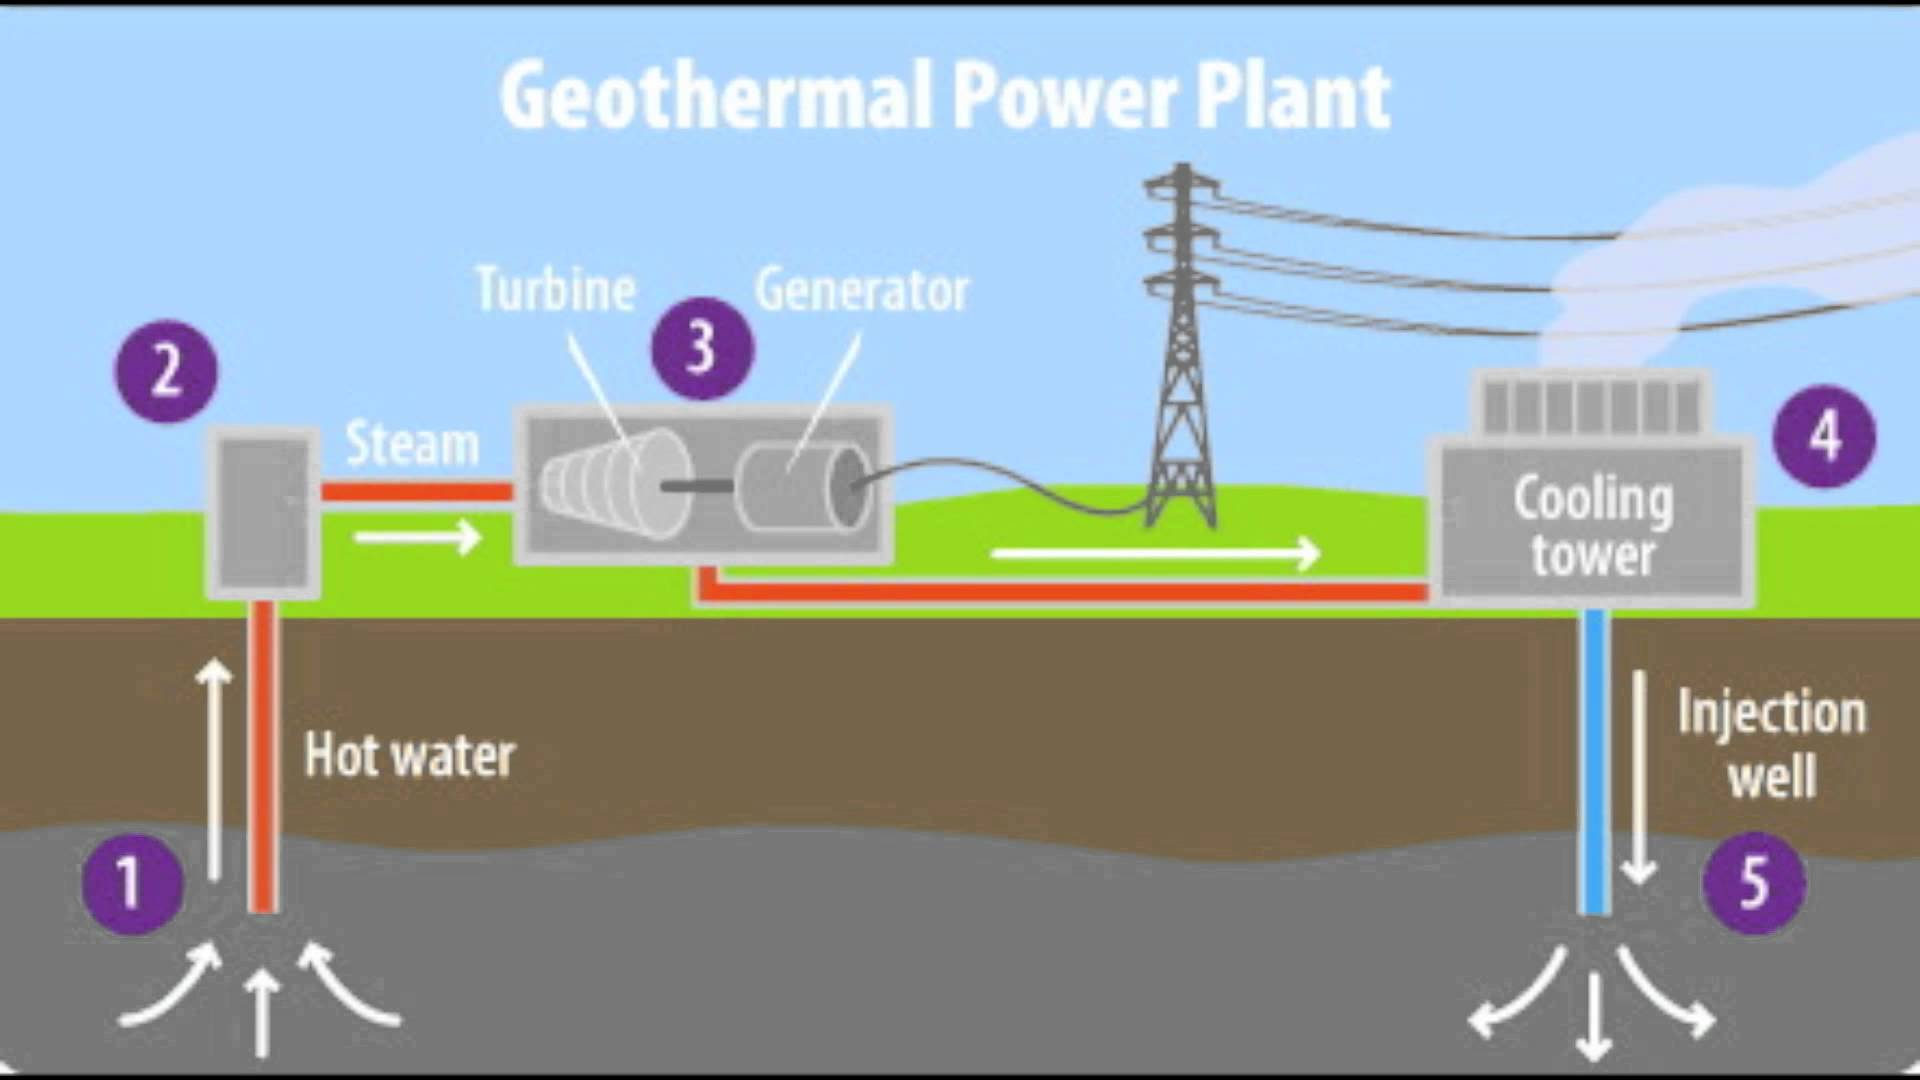 Geothermal Power Plant
Turbine
Generator
3
2
Steam
4
Cooling
tower
Hot water
Injection
well
1
5